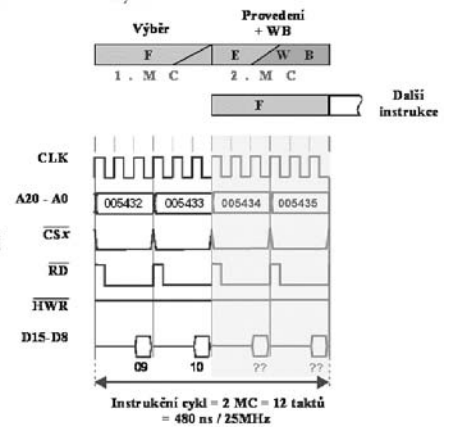 Výběr
Provedení
+ WB
F
E W B
1 . M C
2 . M C
F
Další
instrukce
CLK
A20 - A0
005432
005433
005434
005435
CSx
RD
HWR
D15-D8
09
10
??
??
Instrukční cykl = 2 MC = 12 taktů
= 480 ns / 25MHz